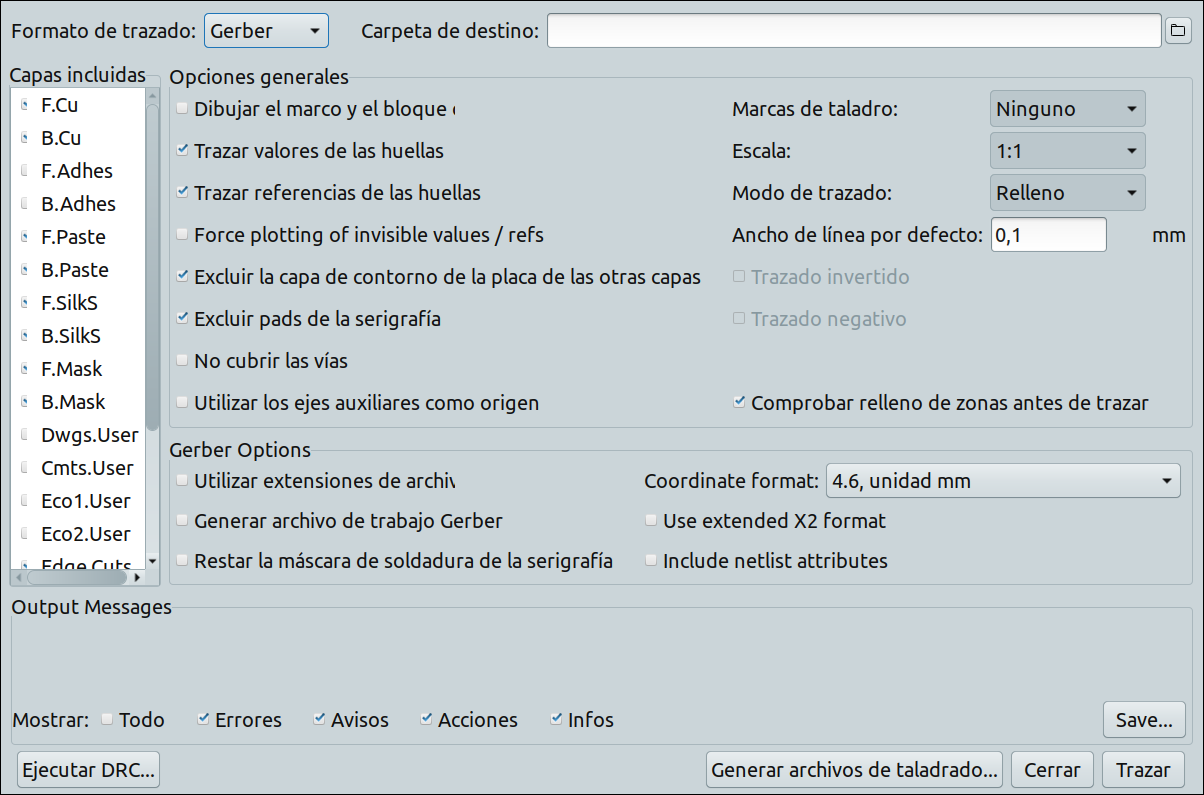 Formato de trazado: Gerber Carpeta de destino:
Capas incluidas
F.Cu
B.Cu
F.Adhes
B.Adhes
F.Paste
B.Paste
F.SilkS
B.SilkS
F.Mask
B.Mask
Dwgs.User
Cmts.User
Eco1.User
Eco2.User
Edge.Cuts
Opciones generales
Dibujar el marco y el bloque
Trazar valores de las huellas
Trazar referencias de las huellas
Force plotting of invisible values / refs
Excluir la capa de contorno de la placa de las otras capas
Excluir pads de la serigrafía
No cubrir las vías
Utilizar los ejes auxiliares como origen
Marcas de taladro: Ninguno
Escala: 1:1
Modo de trazado: Relleno
Ancho de línea por defecto: 0,1 mm
Trazado invertido
Trazado negativo
Comprobar relleno de zonas antes de trazar
Gerber Options
Utilizar extensiones de archiv
Generar archivo de trabajo Gerber
Restar la máscara de soldadura de la serigrafía
Coordinate format: 4.6, unidad mm
Use extended X2 format
Include netlist attributes
Output Messages
Mostrar: Todo Errores Avisos Acciones Infos Save...
Ejecutar DRC... Generar archivos de taladrado... Cerrar Trazar